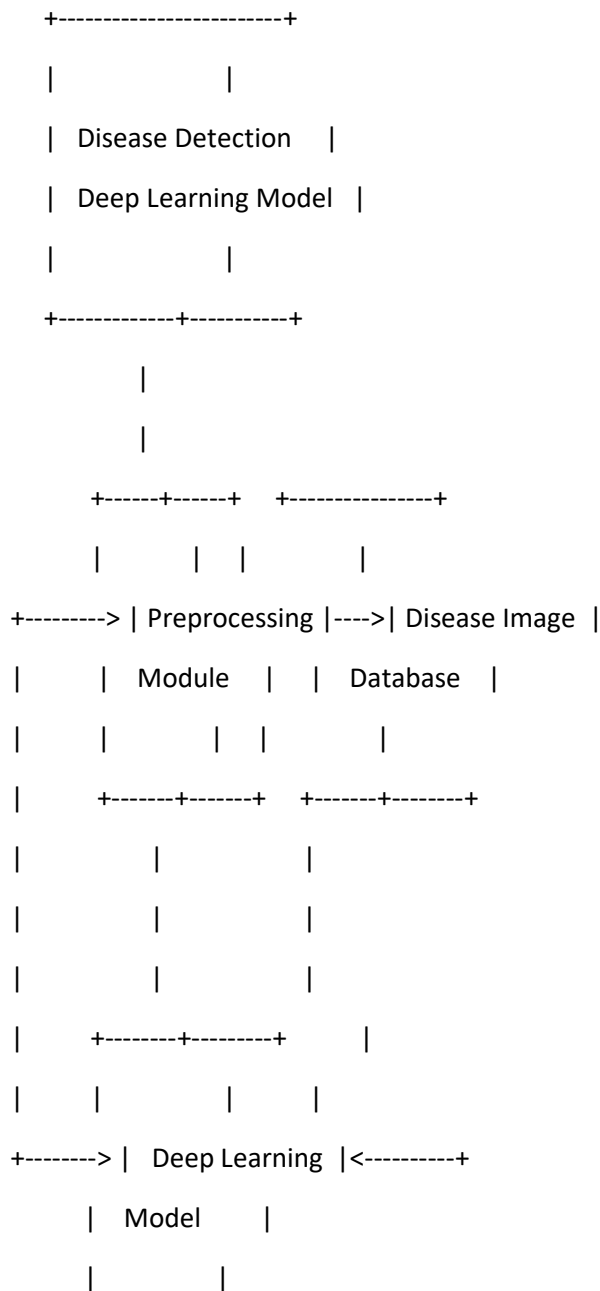 +-------------------------+
| |
| Disease Detection |
| Deep Learning Model |
| |
+-------------+-----------+
|
|
+------+------+ +----------------+
| | | |
+---------> | Preprocessing |---->| Disease Image |
| | Module | | Database |
| | | | |
| +-------+-------+ +-------+--------+
| | |
| | |
| | |
| +--------+---------+ |
| | | |
+--------> | Deep Learning |<----------+
| Model |
| |